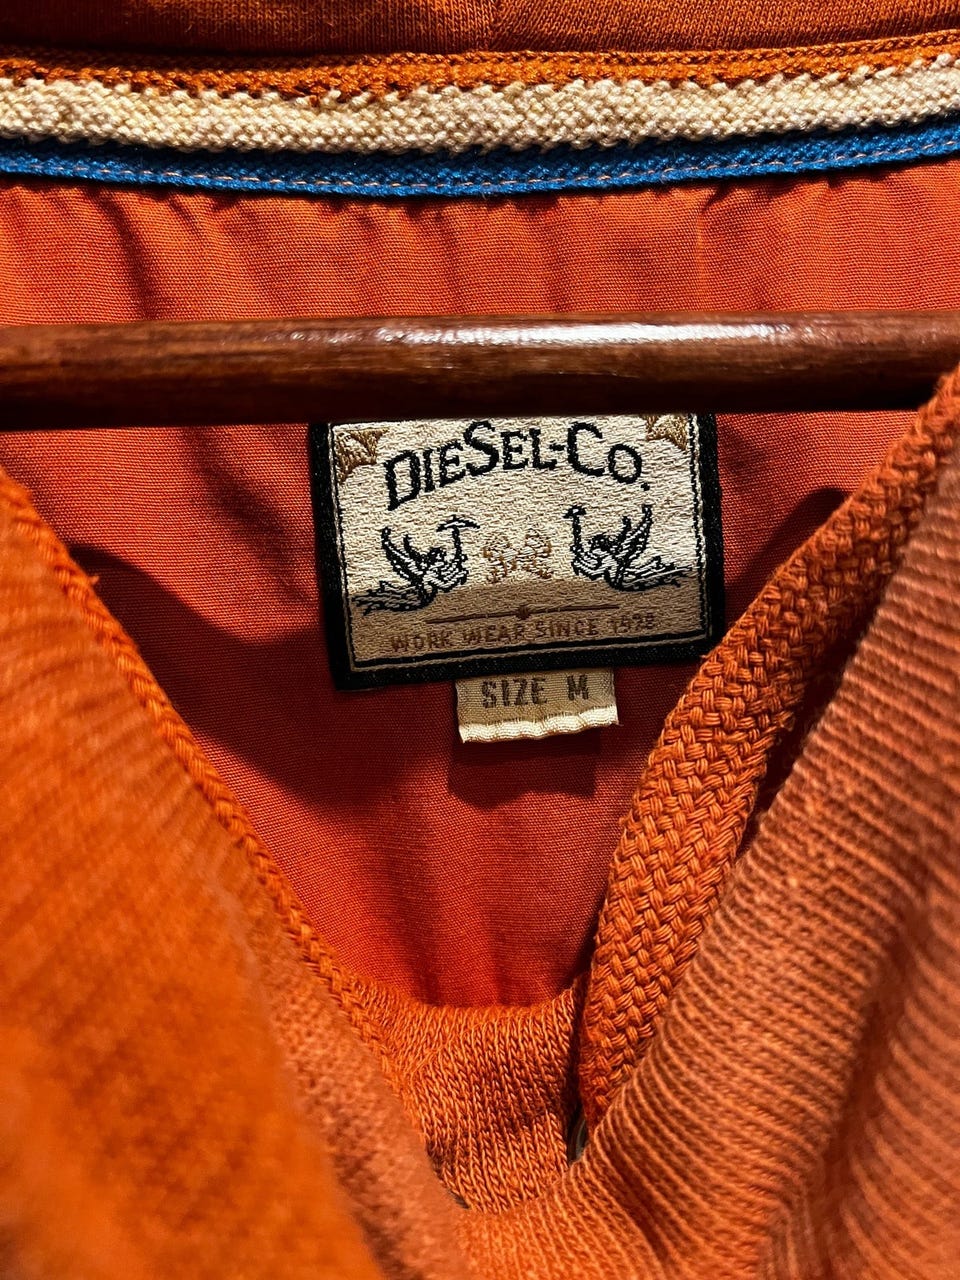 DIESEL-CO.
WORK WEAR SINCE 1978
SIZE M